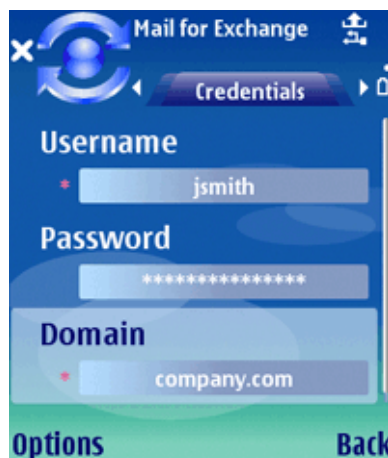 Mail for Exchange
Credentials
Username
* jsmith
Password
***************
Domain
* company.com
Options Back